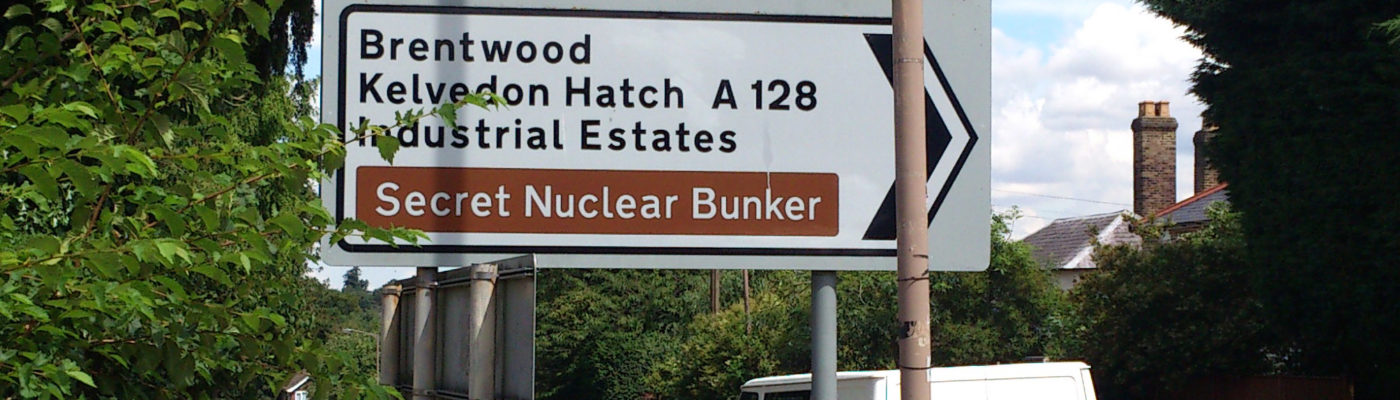 Brentwood
Kelvedon Hatch A 128
Industrial Estates
Secret Nuclear Bunker